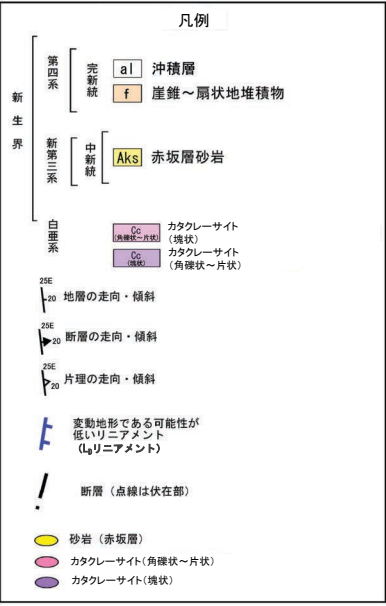 凡例
新生界
第四系
完新統
al 沖積層
f 崖錐～扇状地堆積物
新第三系
中新統
Aks 赤坂層砂岩
白亜系
Cc
(角礫状～片状)
カタクレーサイト
(塊状)
Cc
(塊状)
カタクレーサイト
(角礫状～片状)
25E
20 地層の走向・傾斜
25E
20 断層の走向・傾斜
25E
20 片理の走向・傾斜
変動地形である可能性が
低いリニアメント
(LDリニアメント)
断層（点線は伏在部）
砂岩（赤坂層）
カタクレーサイト(角礫状～片状)
カタクレーサイト(塊状)